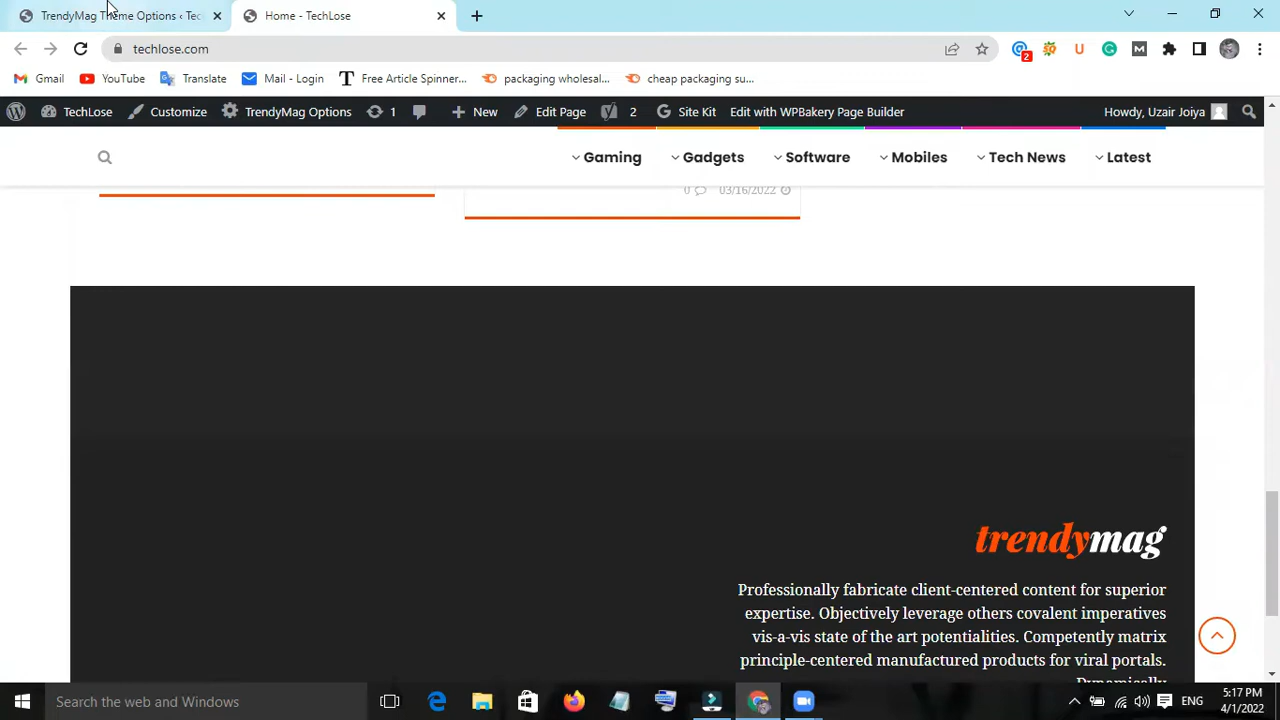 TrendyMag Theme Options - Tec
Home - TechLose
techlose.com
2
Gmail
YouTube
Translate
Mail - Login
Free Article Spinner...
packaging wholesal...
cheap packaging su...
TechLose
Customize
TrendyMag Options
1
New
Edit Page
2
Site Kit
Edit with WPBakery Page Builder
Howdy, Uzair Joiya
Gaming
Gadgets
Software
Mobiles
Tech News
Latest
0
03/16/2022
trendymag
Professionally fabricate client-centered content for superior
expertise. Objectively leverage others covalent imperatives
vis-a-vis state of the art potentialities. Competently matrix
principle-centered manufactured products for viral portals.
Dynamically
Search the web and Windows
ENG
5:17 PM
4/1/2022